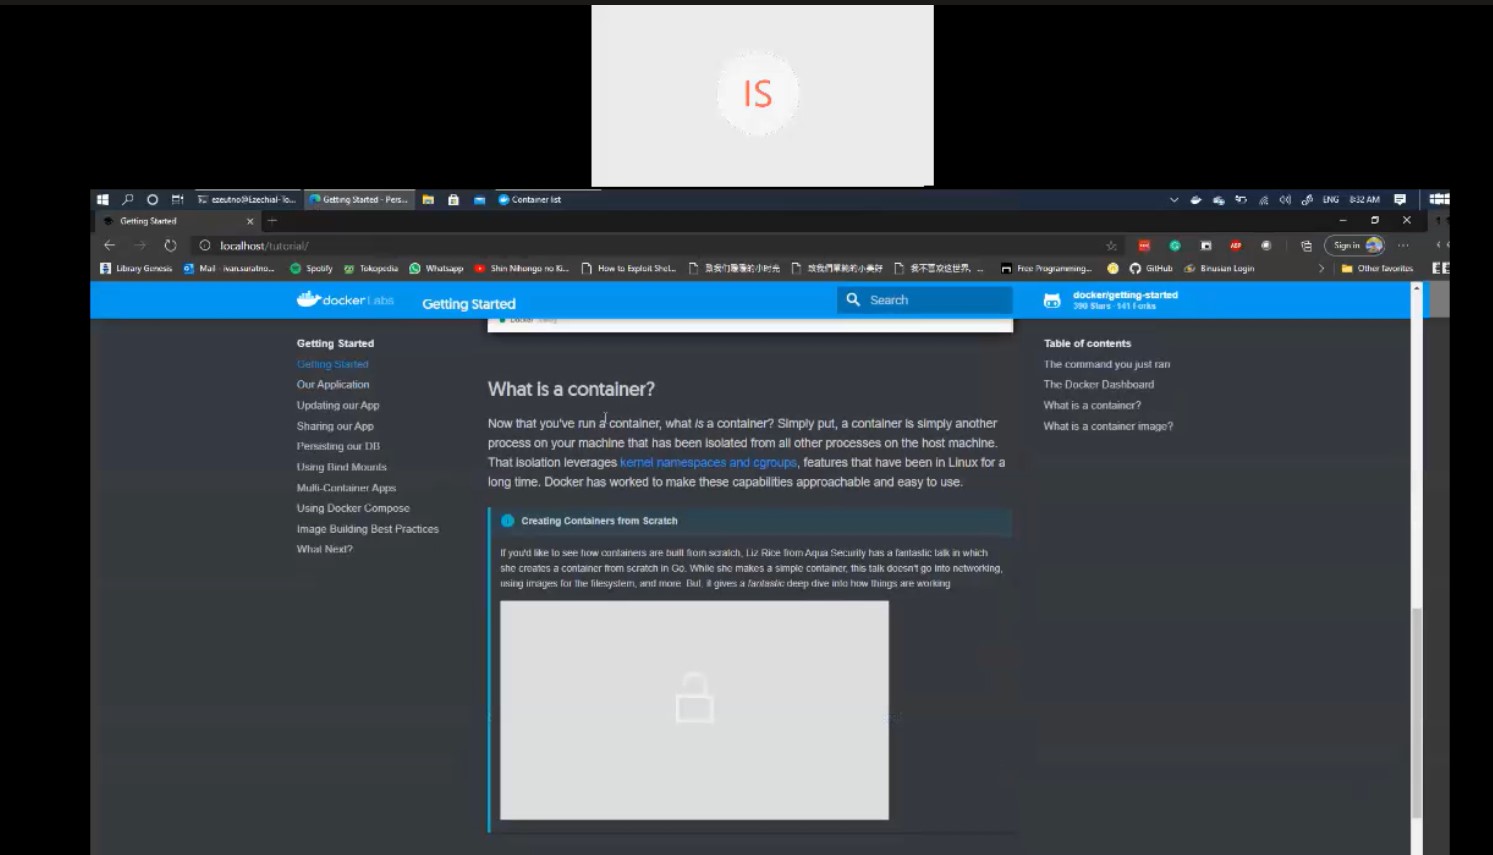 IS
Getting Started - Pers...
Container list
ENG
8:32 AM
Getting Started
localhost/tutorial/
Sign in
Library Genesis
Mail - ivan.suratno...
Spotify
Tokopedia
Whatsapp
Shin Nihongo no Ki...
How to Exploit Shel...
我不喜欢这世界, ...
Free Programming...
GitHub
Binusian Login
Other favorites
docker Labs
Getting Started
Search
docker/getting-started
390 Stars · 141 Forks
Getting Started
Getting Started
Our Application
Updating our App
Sharing our App
Persisting our DB
Using Bind Mounts
Multi-Container Apps
Using Docker Compose
Image Building Best Practices
What Next?
What is a container?
Now that you've run a container, what is a container? Simply put, a container is simply another
process on your machine that has been isolated from all other processes on the host machine.
That isolation leverages kernel namespaces and cgroups, features that have been in Linux for a
long time. Docker has worked to make these capabilities approachable and easy to use.
Creating Containers from Scratch
If you'd like to see how containers are built from scratch, Liz Rice from Aqua Security has a fantastic talk in which
she creates a container from scratch in Go. While she makes a simple container, this talk doesn't go into networking,
using images for the filesystem, and more. But, it gives a fantastic deep dive into how things are working
Table of contents
The command you just ran
The Docker Dashboard
What is a container?
What is a container image?